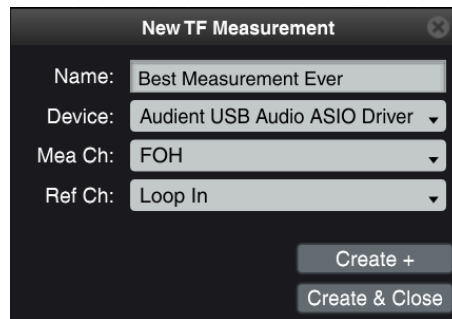 New TF Measurement
Name: Best Measurement Ever
Device: Audient USB Audio ASIO Driver
Mea Ch: FOH
Ref Ch: Loop In
Create +
Create & Close